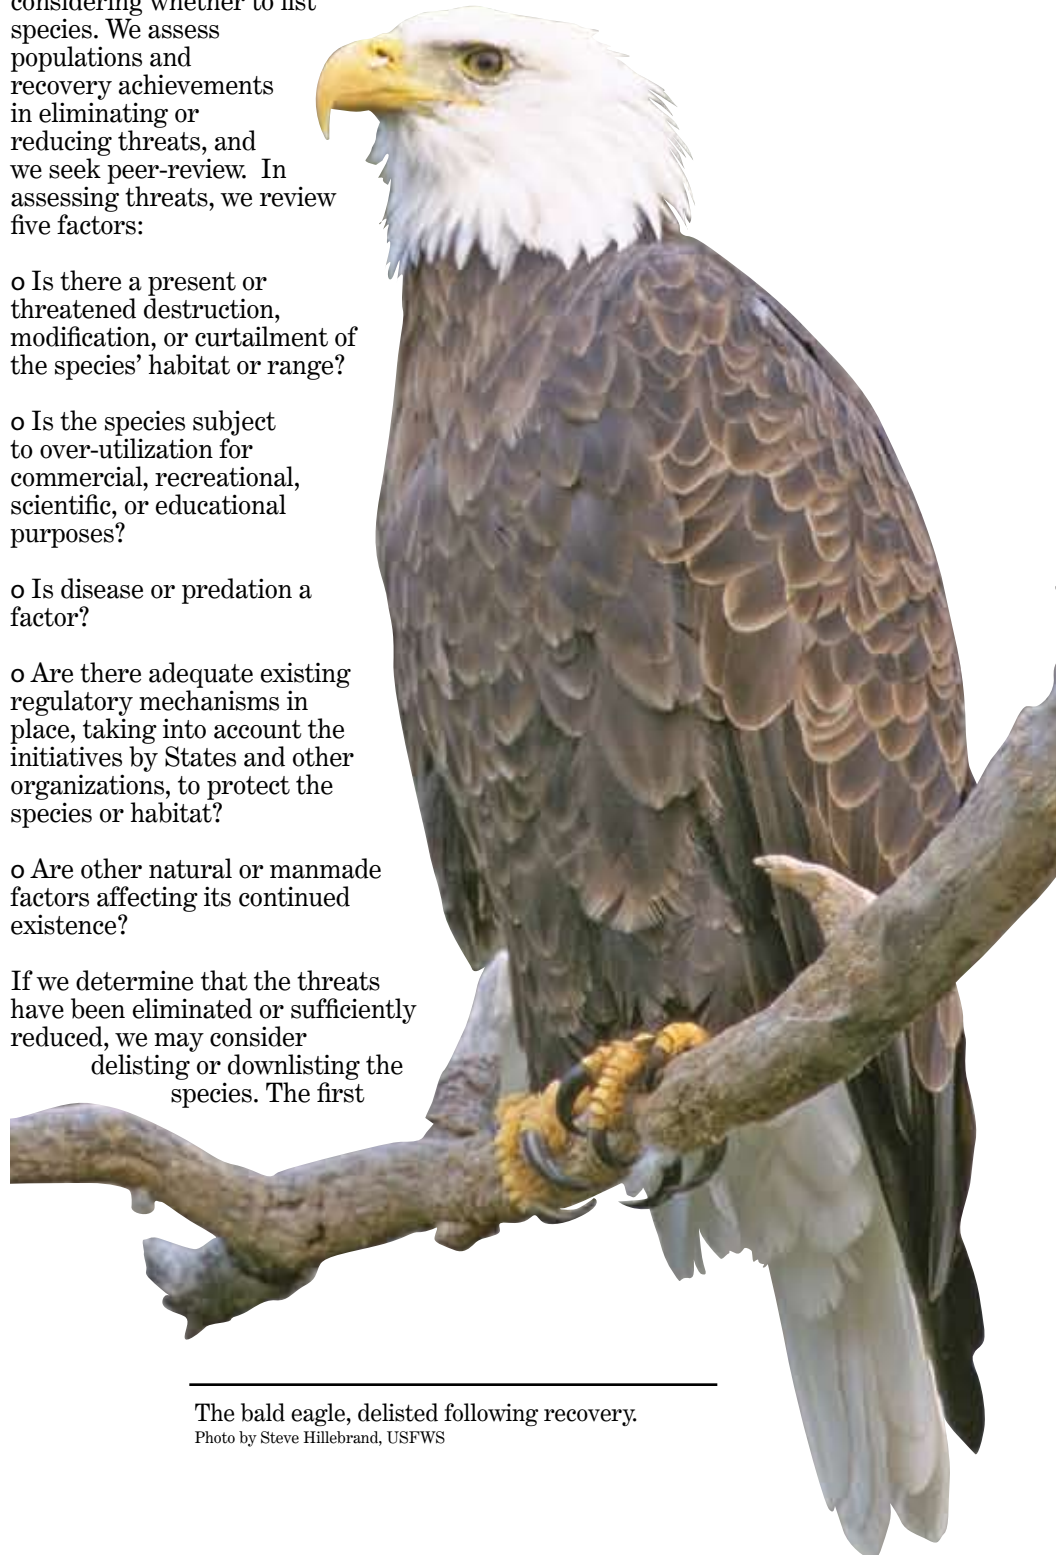 considering whether to list
species. We assess
populations and
recovery achievements
in eliminating or
reducing threats, and
we seek peer-review.  In
assessing threats, we review
five factors:
o Is there a present or
threatened destruction,
modification, or curtailment of
the species’ habitat or range?
o Is the species subject
to over-utilization for
commercial, recreational,
scientific, or educational
purposes?
o Is disease or predation a
factor?
o Are there adequate existing
regulatory mechanisms in
place, taking into account the
initiatives by States and other
organizations, to protect the
species or habitat?
o Are other natural or manmade
factors affecting its continued
existence?
If we determine that the threats
have been eliminated or sufficiently
reduced, we may consider
delisting or downlisting the
species. The first
The bald eagle, delisted following recovery.
Photo by Steve Hillebrand, USFWS